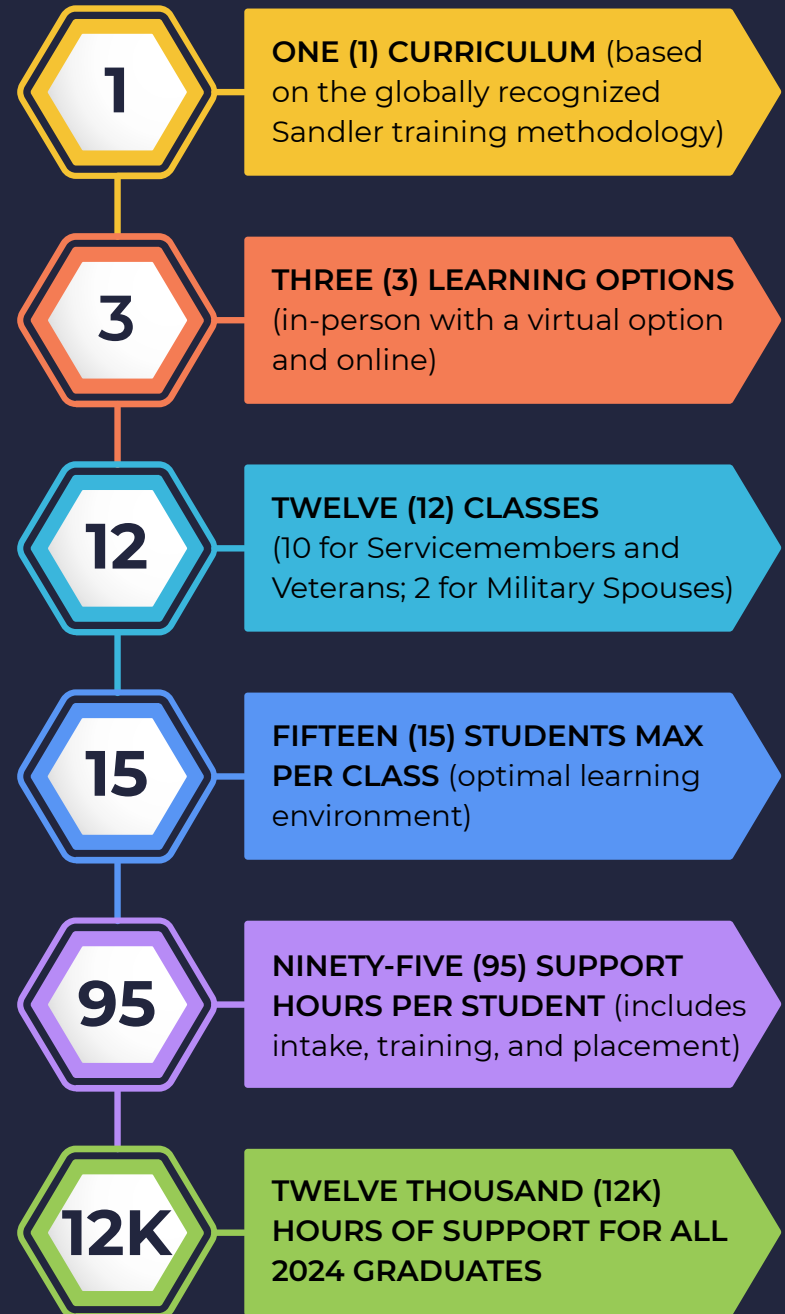 1
ONE (1) CURRICULUM (based
on the globally recognized
Sandler training methodology)
3
THREE (3) LEARNING OPTIONS
(in-person with a virtual option
and online)
12
TWELVE (12) CLASSES
(10 for Servicemembers and
Veterans; 2 for Military Spouses)
15
FIFTEEN (15) STUDENTS MAX
PER CLASS (optimal learning
environment)
95
NINETY-FIVE (95) SUPPORT
HOURS PER STUDENT (includes
intake, training, and placement)
12K
TWELVE THOUSAND (12K)
HOURS OF SUPPORT FOR ALL
2024 GRADUATES